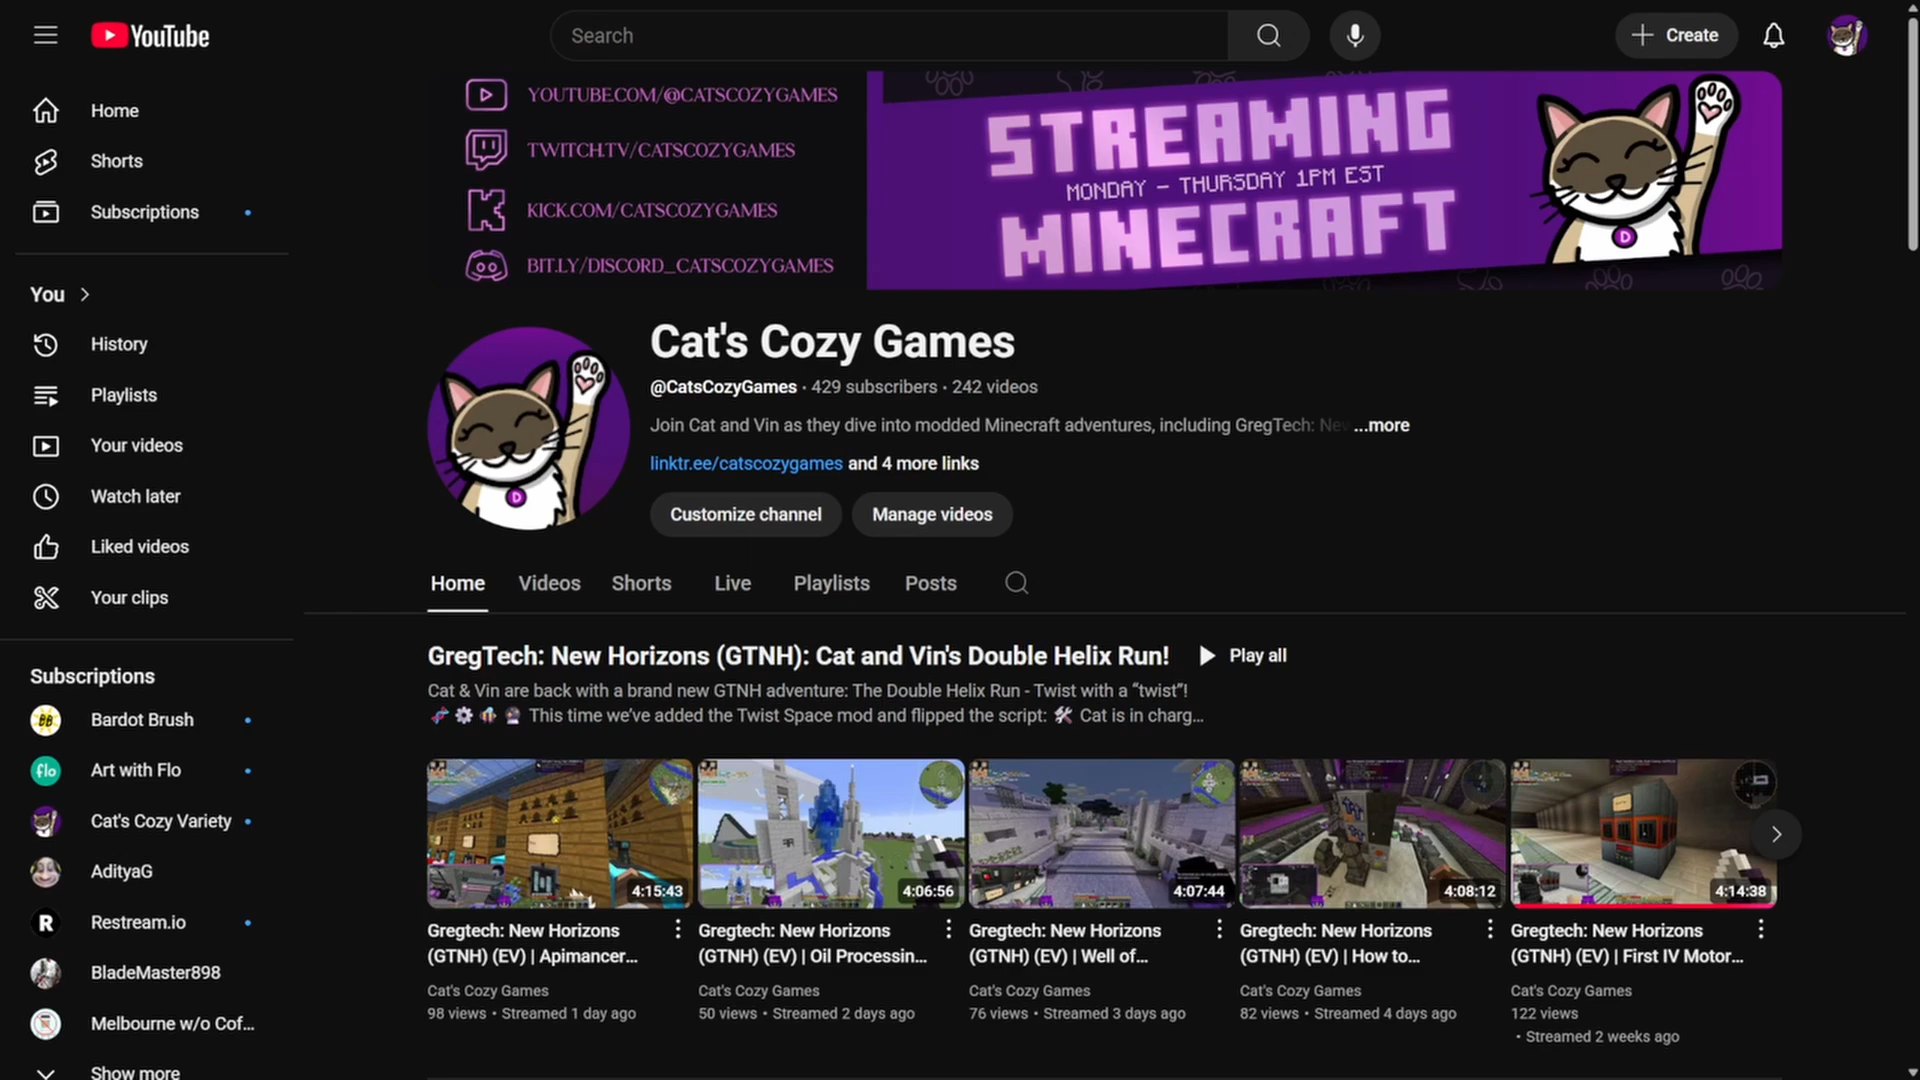 YouTube
Search
Create
Home
Shorts
Subscriptions
You
History
Playlists
Your videos
Watch later
Liked videos
Your clips
Subscriptions
Bardot Brush
Art with Flo
flo
Cat's Cozy Variety
AdityaG
Restream.io
R
BladeMaster898
Melbourne w/o Cof...
Show more
YOUTUBE.COM/@CATSCOZYGAMES
TWITCH.TV/CATSCOZYGAMES
KICK.COM/CATSCOZYGAMES
BIT.LY/DISCORD_CATSCOZYGAMES
STREAMING
MONDAY - THURSDAY 1PM EST
MINECRAFT
D
D
Cat's Cozy Games
@CatsCozyGames · 429 subscribers · 242 videos
Join Cat and Vin as they dive into modded Minecraft adventures, including GregTech: Ne ...more
linktr.ee/catscozygames and 4 more links
Customize channel
Manage videos
Home
Videos
Shorts
Live
Playlists
Posts
GregTech: New Horizons (GTNH): Cat and Vin's Double Helix Run!
Play all
Cat & Vin are back with a brand new GTNH adventure: The Double Helix Run - Twist with a “twist”!
🧬 ⚙️ 🐝 🔮 This time we’ve added the Twist Space mod and flipped the script: 🛠️ Cat is in charg...
4:15:43
Gregtech: New Horizons
(GTNH) (EV) | Apimancer...
Cat's Cozy Games
98 views • Streamed 1 day ago
4:06:56
Gregtech: New Horizons
(GTNH) (EV) | Oil Processin...
Cat's Cozy Games
50 views • Streamed 2 days ago
4:07:44
Gregtech: New Horizons
(GTNH) (EV) | Well of...
Cat's Cozy Games
76 views • Streamed 3 days ago
4:08:12
Gregtech: New Horizons
(GTNH) (EV) | How to...
Cat's Cozy Games
82 views • Streamed 4 days ago
4:14:38
Gregtech: New Horizons
(GTNH) (EV) | First IV Motor...
Cat's Cozy Games
122 views
• Streamed 2 weeks ago